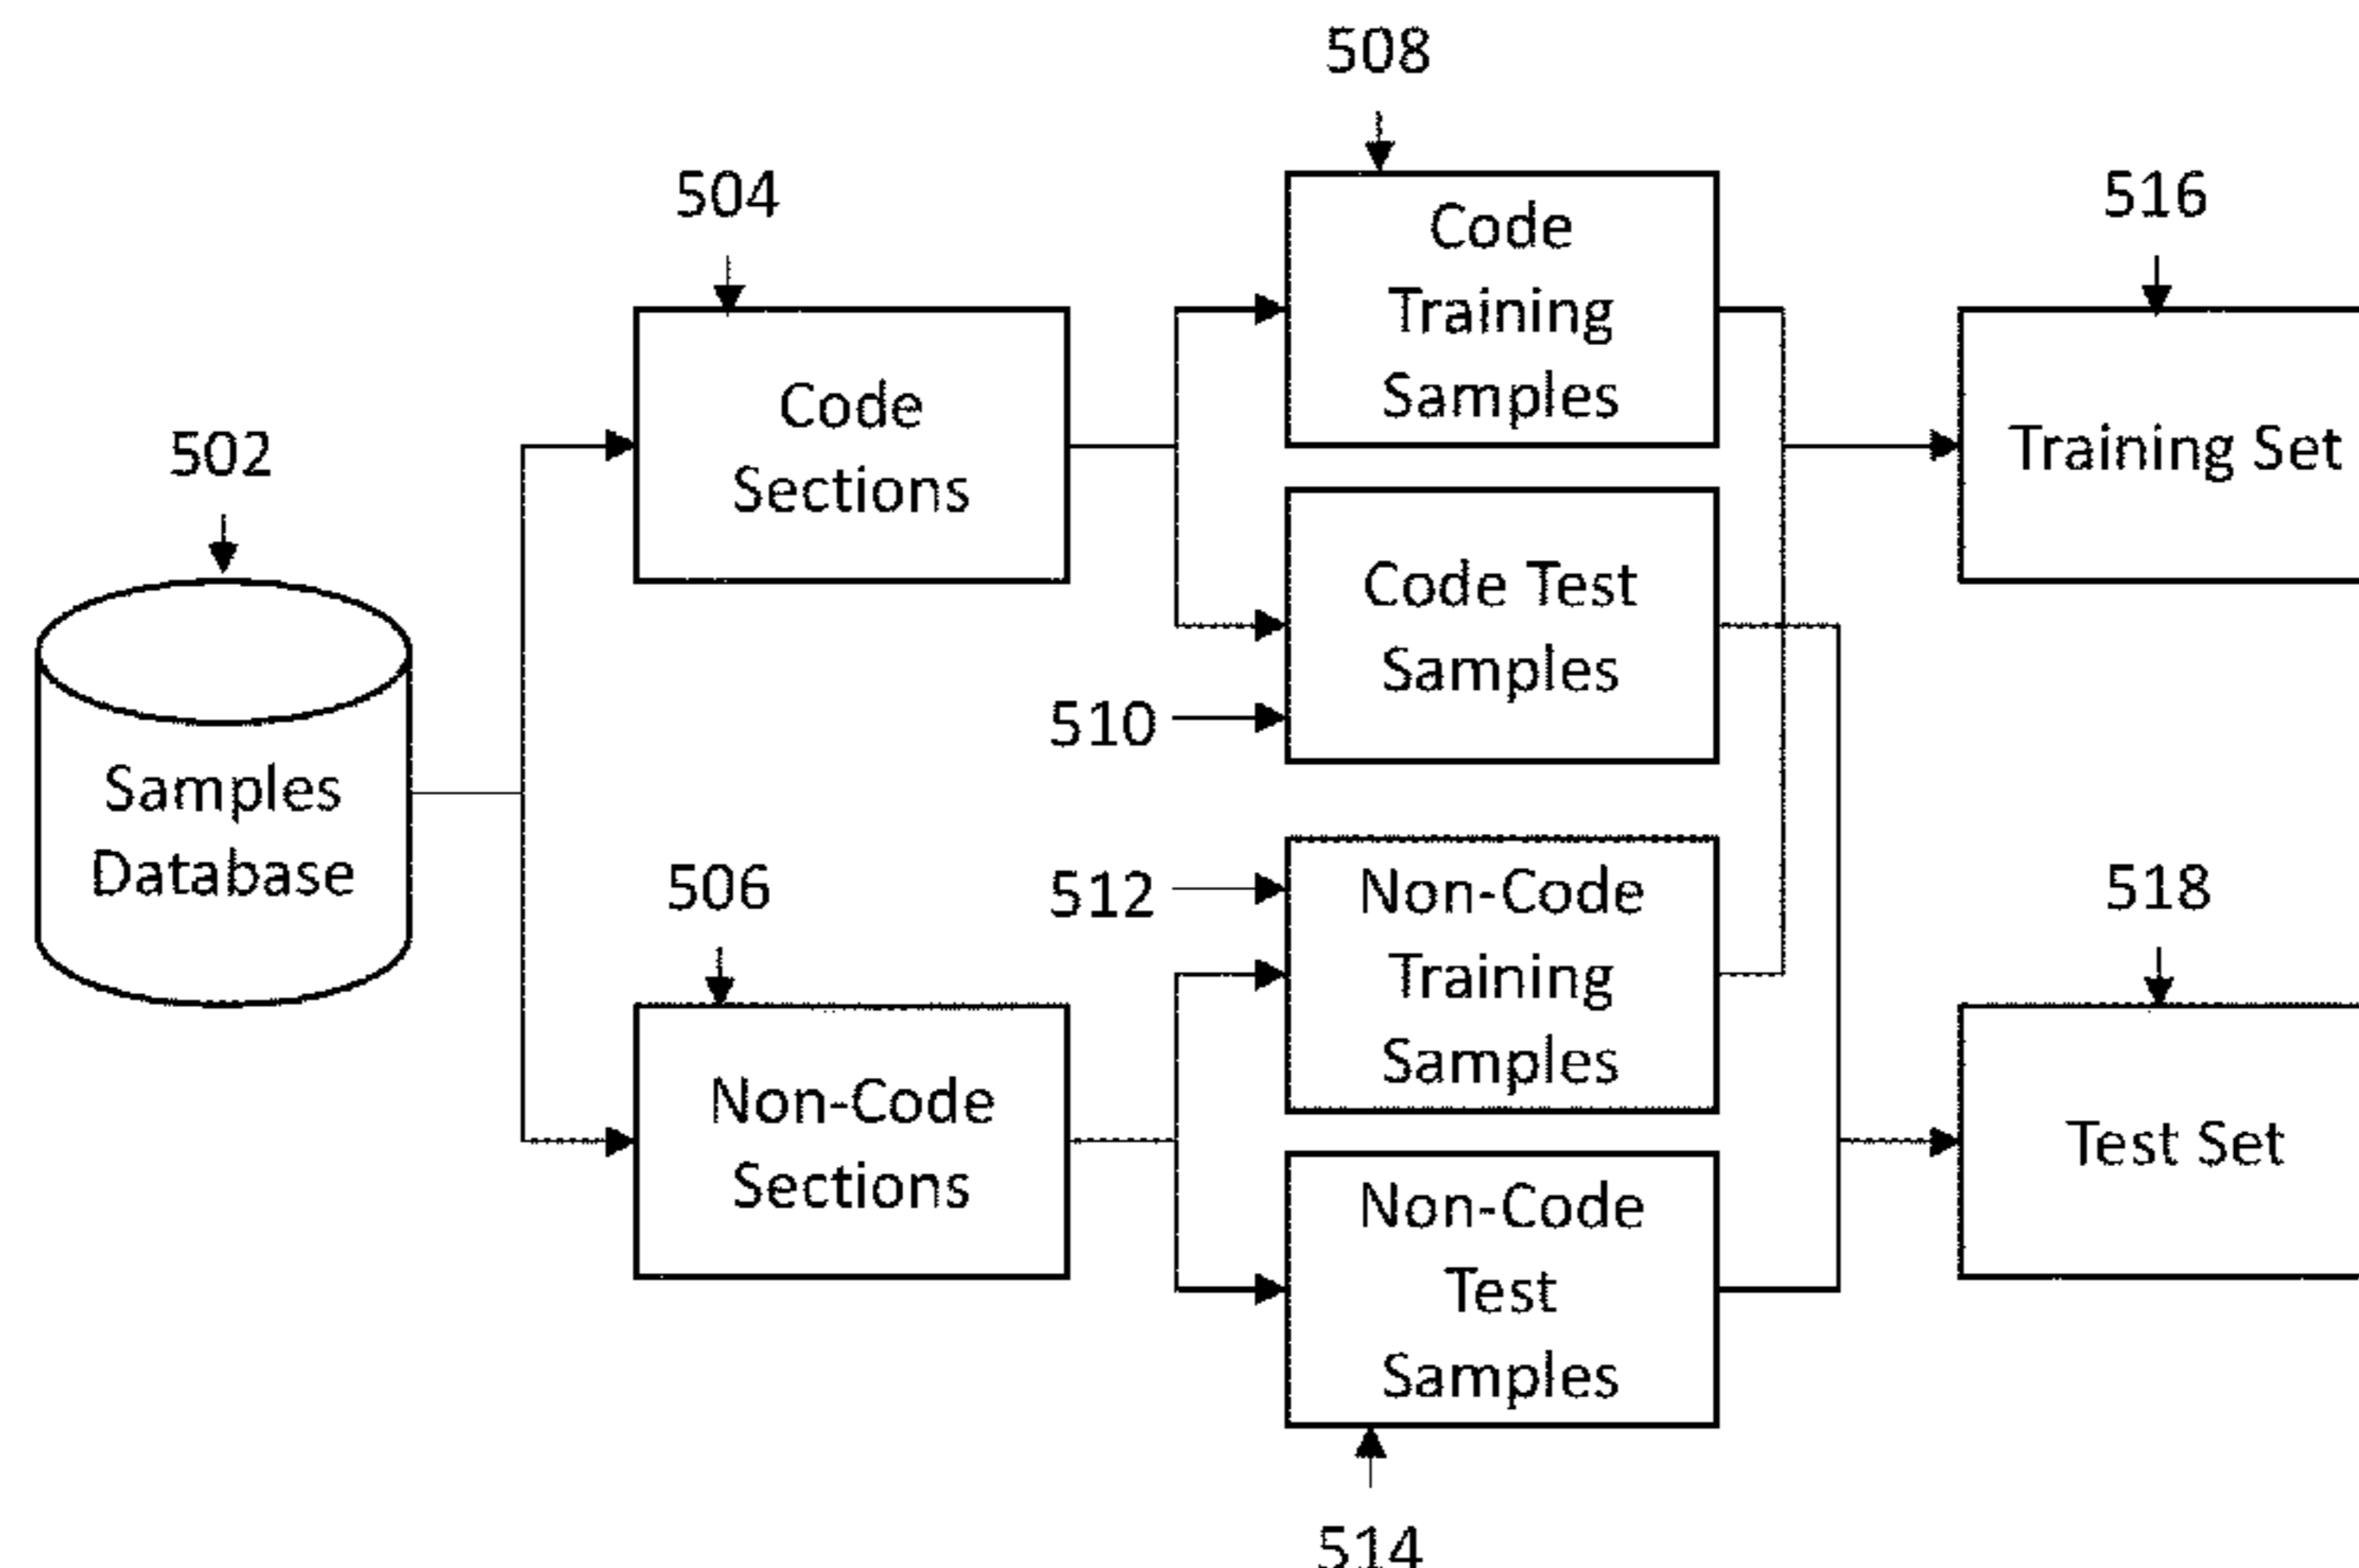 508
504
516
Code
Training
Samples
Code
Sections
Training Set
502
Code Test
Samples
510
Samples
Database
506
512
Non-Code
Training
Samples
518
Non-Code
Sections
Test Set
Non-Code
Test
Samples
514